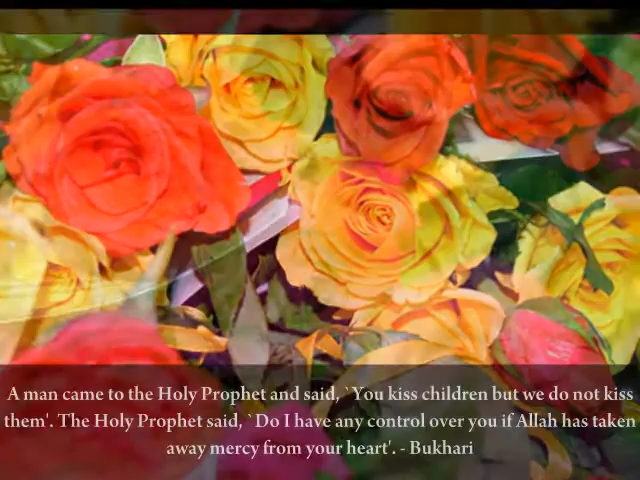 A man came to the Holy Prophet and said, `You kiss children but we do not kiss
them'. The Holy Prophet said, `Do I have any control over you if Allah has taken
away mercy from your heart'. - Bukhari